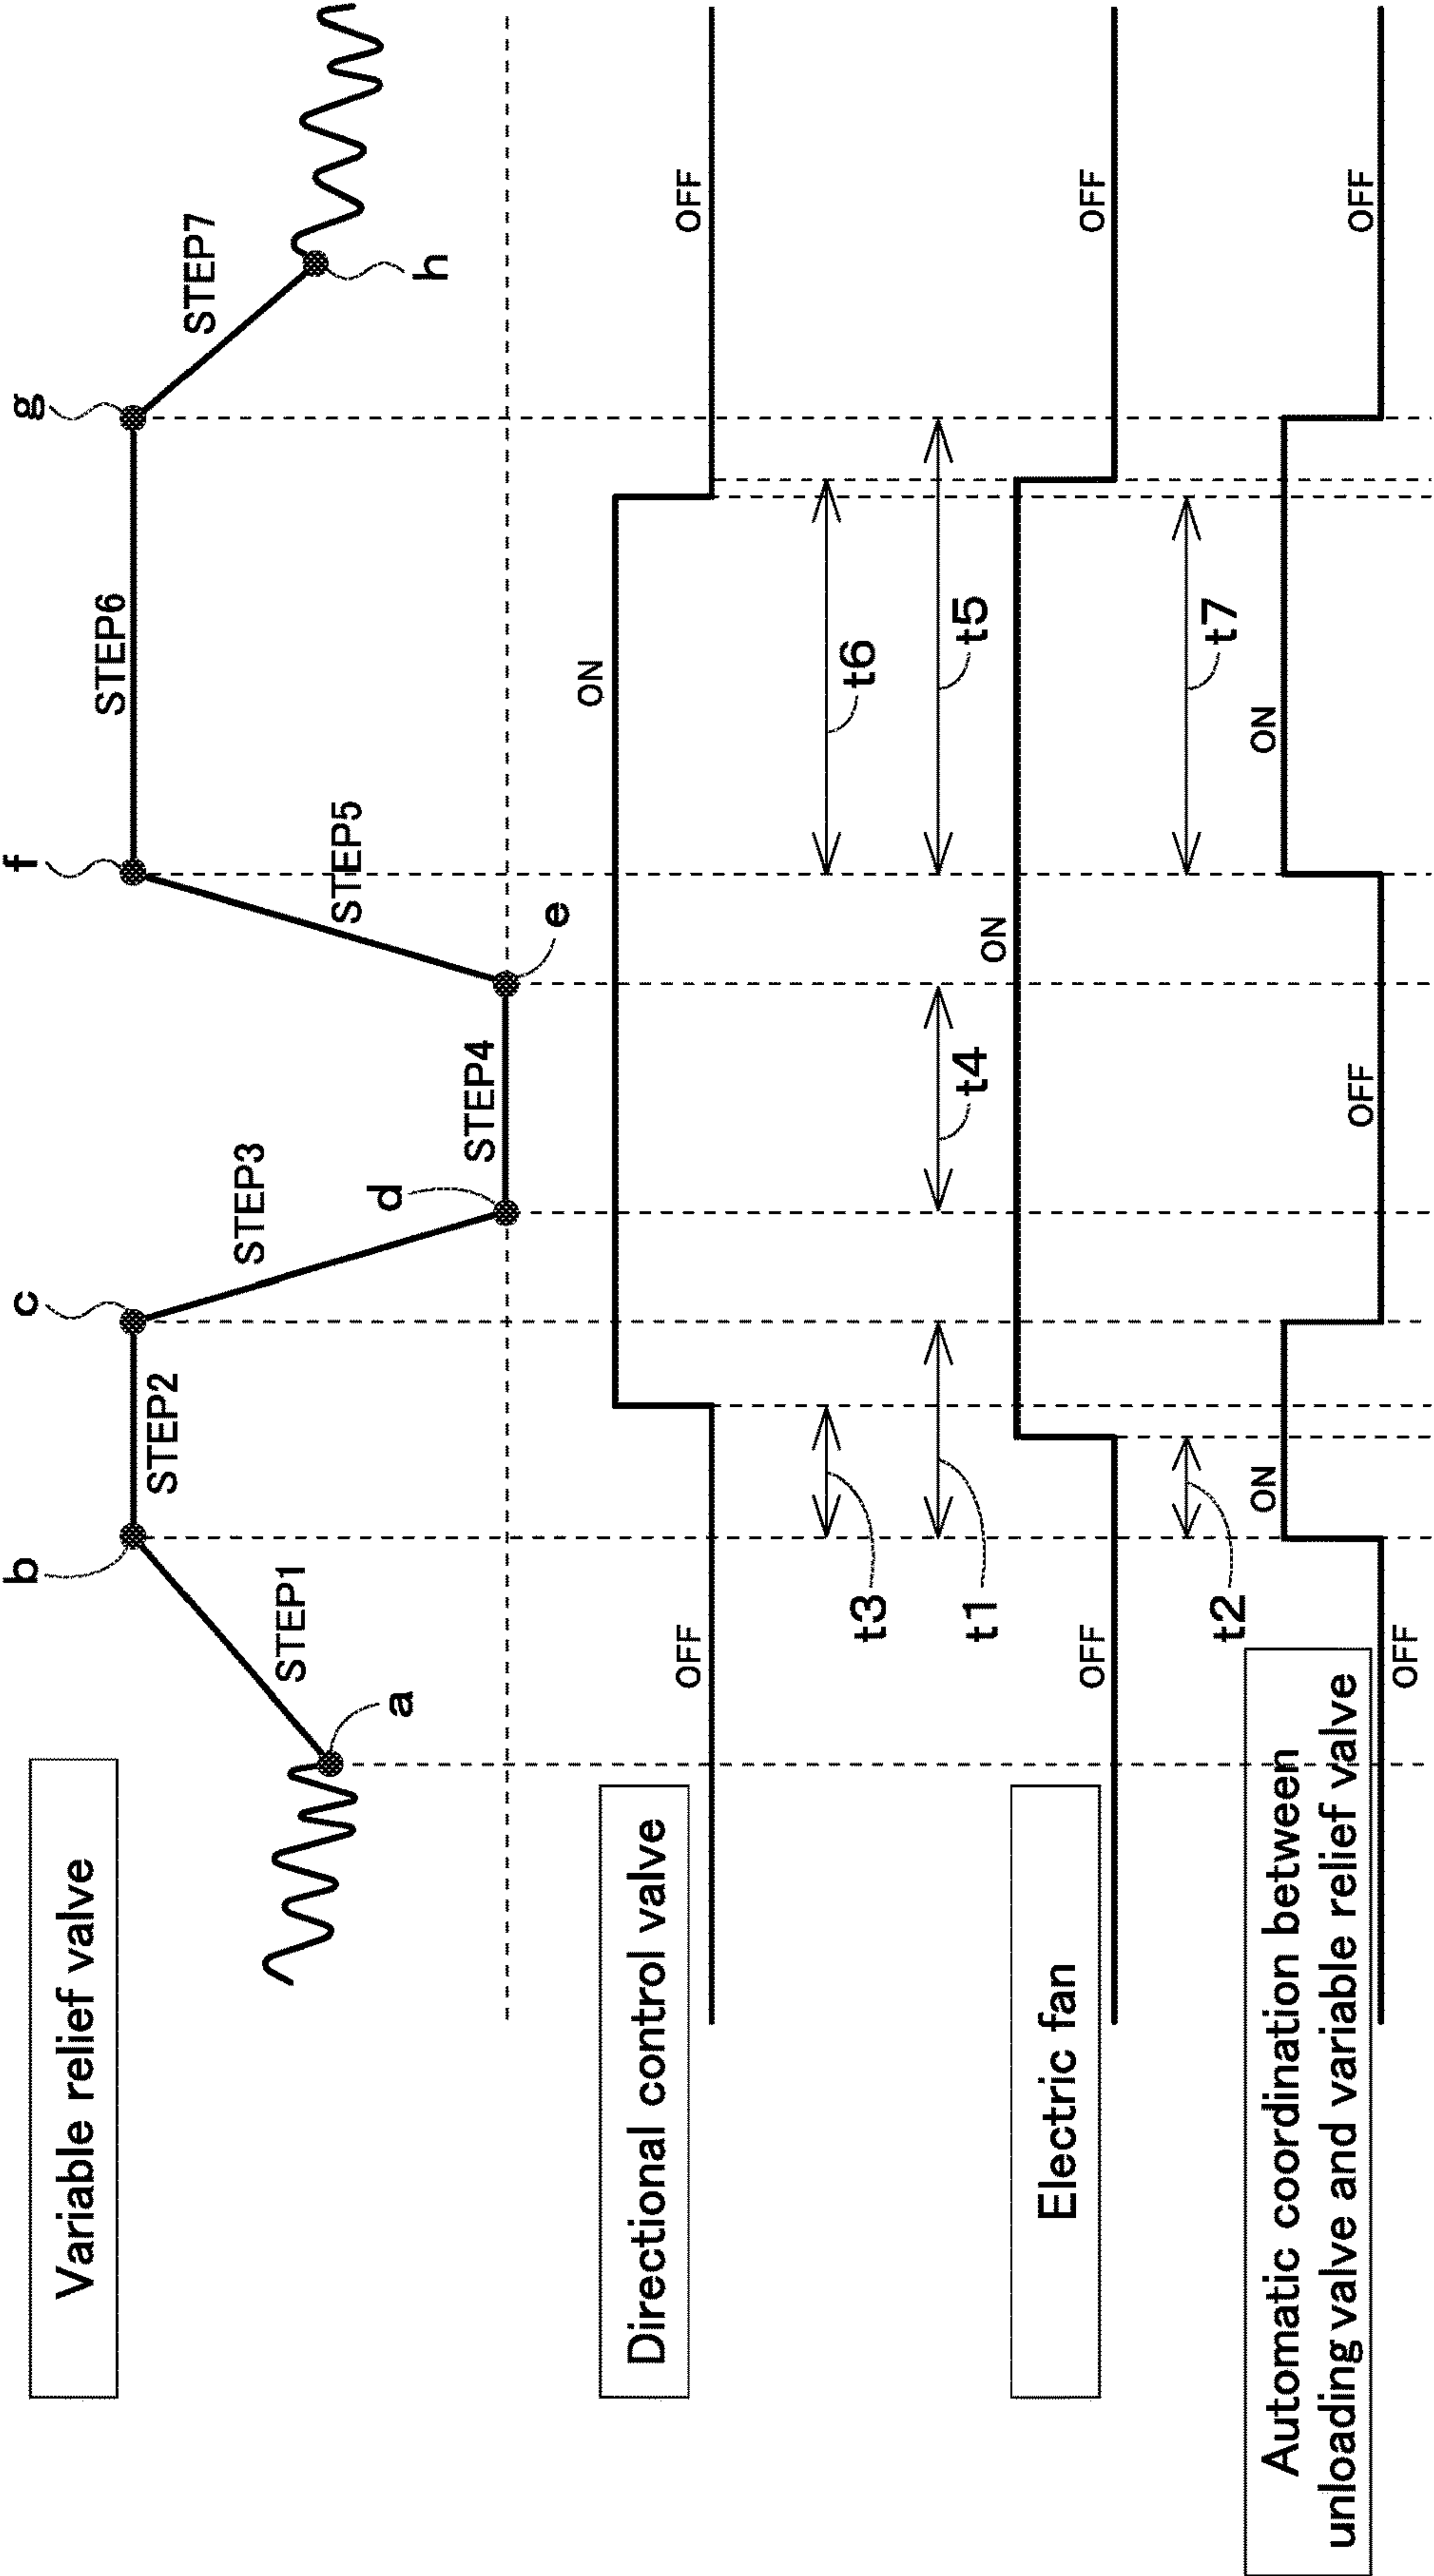 Variable relief valve
a
STEP1
b
STEP2
c
STEP3
d
STEP4
e
STEP5
f
STEP6
g
STEP7
h
Directional control valve
OFF
ON
OFF
t3
t6
t1
t4
t5
Electric fan
OFF
ON
OFF
t2
t7
Automatic coordination between
unloading valve and variable relief valve
OFF
ON
OFF
ON
OFF